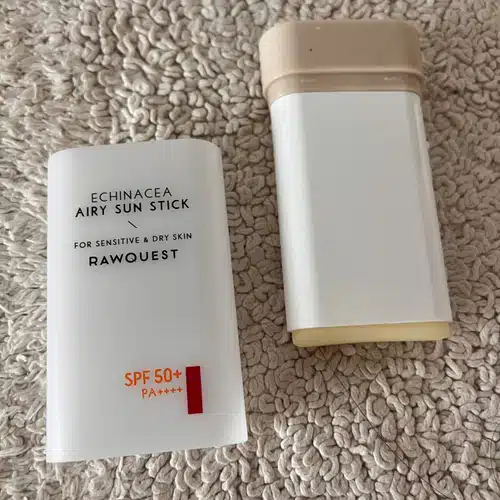 ECHINACEA
AIRY SUN STICK
FOR SENSITIVE & DRY SKIN
RAWQUEST
SPF 50+
PA++++